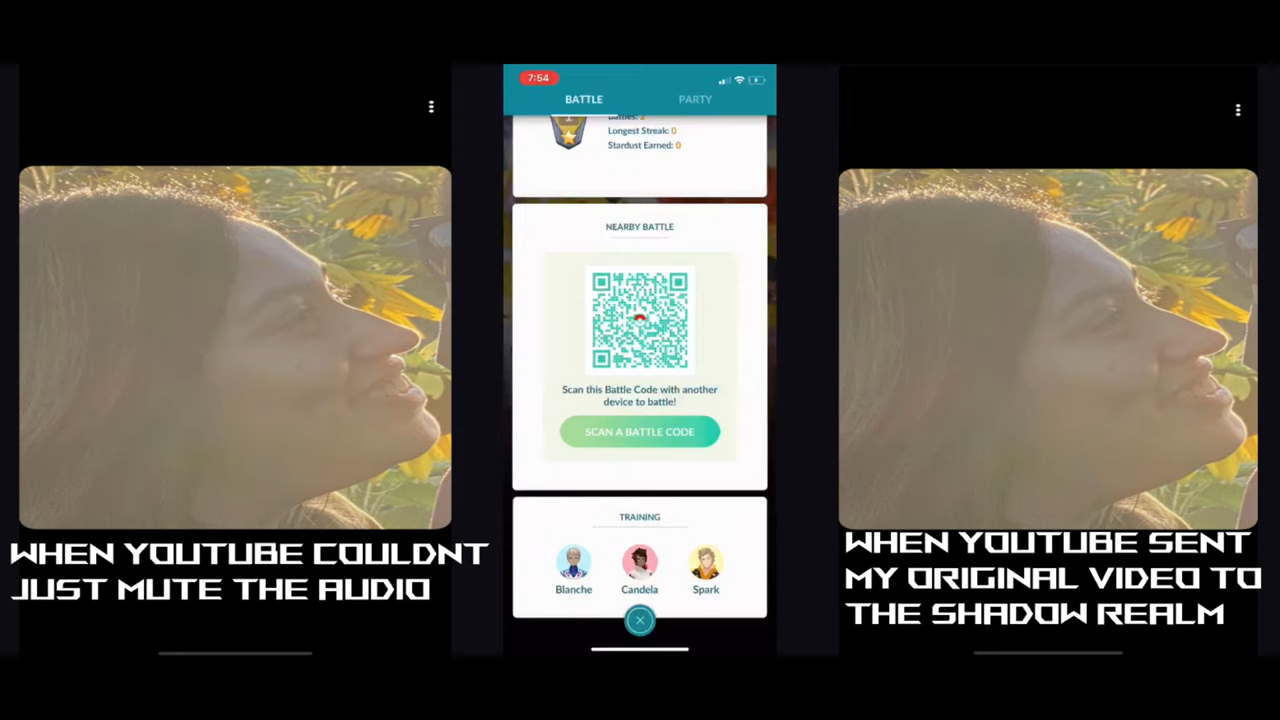 7:54
BATTLE
PARTY
Battles: 2
Longest Streak: 0
Stardust Earned: 0
NEARBY BATTLE
Scan this Battle Code with another
device to battle!
SCAN A BATTLE CODE
TRAINING
Blanche
Candela
Spark
WHEN YOUTUBE COULDNT
JUST MUTE THE AUDIO
WHEN YOUTUBE SENT
MY ORIGINAL VIDEO TO
THE SHADOW REALM